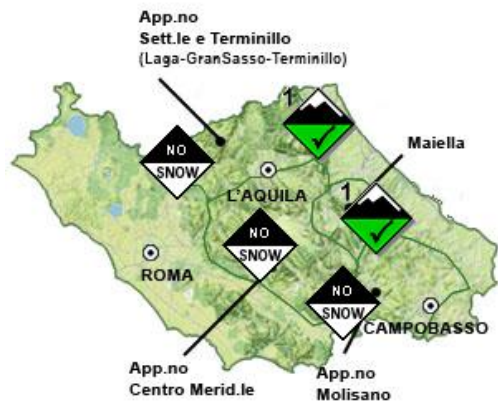 App.no
Sett.le e Terminillo
(Laga-GranSasso-Terminillo)
1
Maiella
NO
SNOW
L'AQUILA
1
NO
SNOW
ROMA
NO
SNOW
CAMPOBASSO
App.no
Centro Merid.le
App.no
Molisano